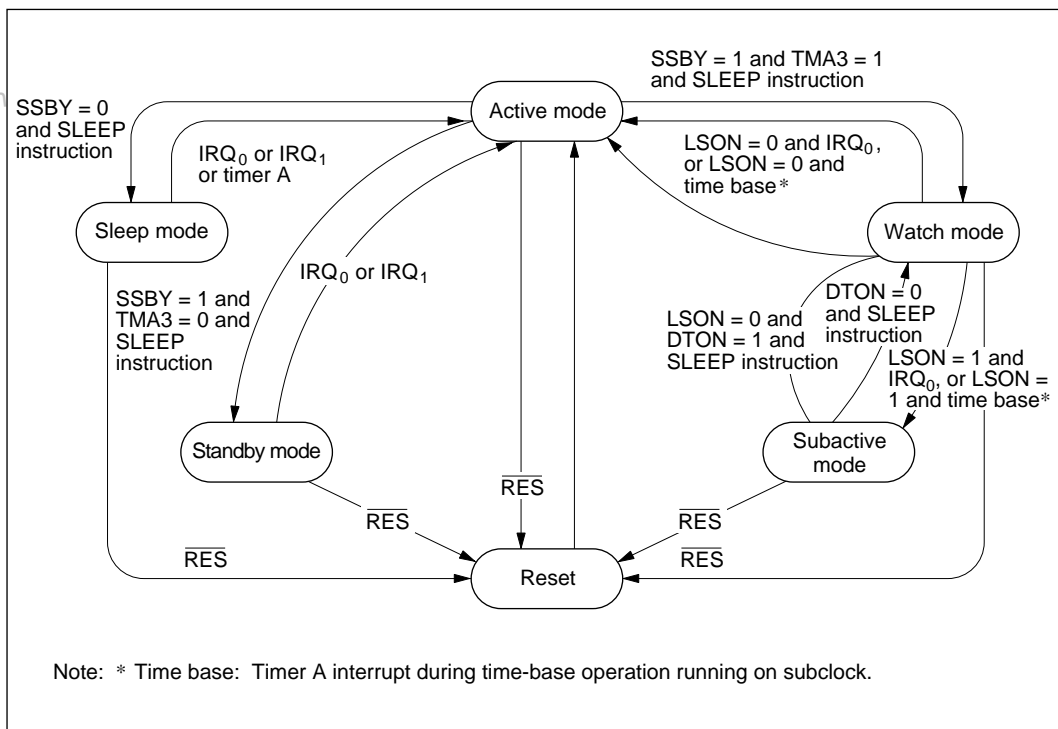 SSBY = 1 and TMA3 = 1
and SLEEP instruction
Active mode
SSBY = 0
and SLEEP
instruction
IRQ0 or IRQ1
or timer A
LSON = 0 and IRQ0,
or LSON = 0 and
time base*
Sleep mode
Watch mode
IRQ0 or IRQ1
SSBY = 1 and
TMA3 = 0 and
SLEEP
instruction
DTON = 0
and SLEEP
instruction
LSON = 0 and
DTON = 1 and
SLEEP instruction
LSON = 1 and
IRQ0, or LSON =
1 and time base*
Standby mode
Subactive
mode
RES
RES
RES
RES
RES
Reset
Note: * Time base: Timer A interrupt during time-base operation running on subclock.